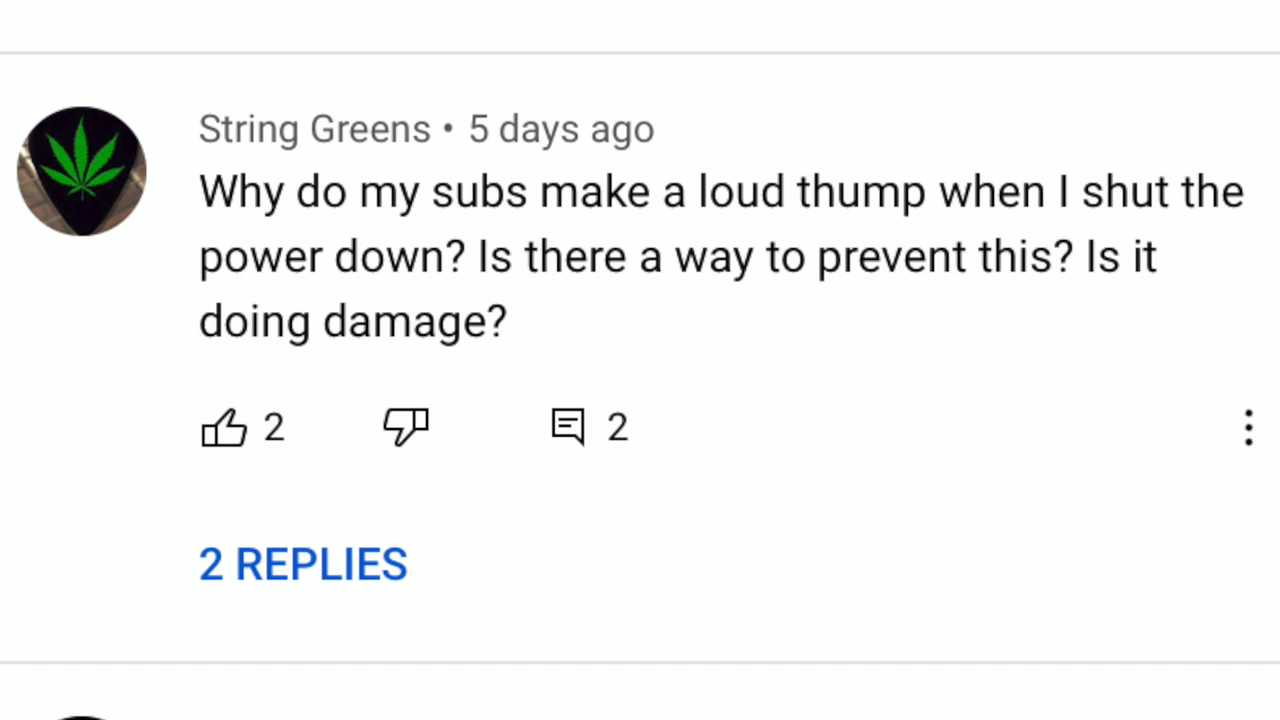 String Greens • 5 days ago
Why do my subs make a loud thump when I shut the
power down? Is there a way to prevent this? Is it
doing damage?
2 2
2 REPLIES